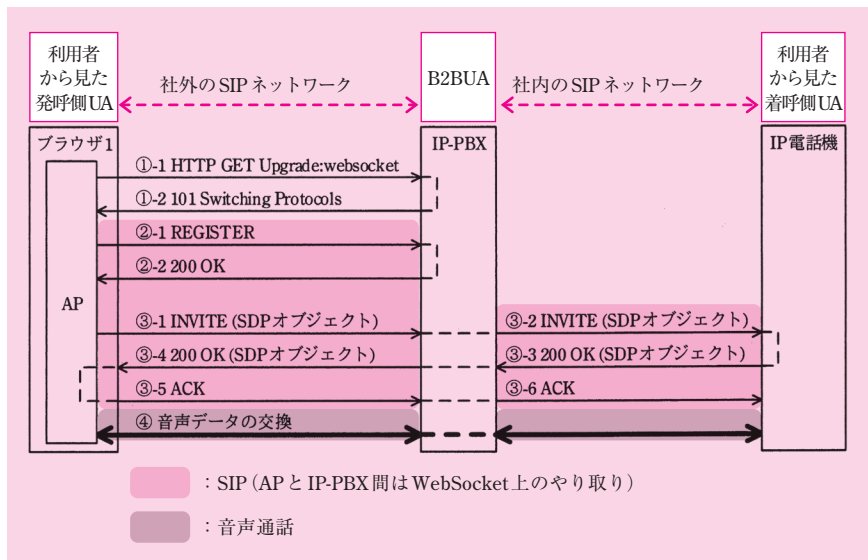 利用者
から見た
発呼側UA
社外のSIPネットワーク
B2BUA
社内のSIPネットワーク
利用者
から見た
着呼側UA
ブラウザ1
IP-PBX
IP電話機
①-1 HTTP GET Upgrade:websocket
①-2 101 Switching Protocols
②-1 REGISTER
②-2 200 OK
AP
③-1 INVITE (SDPオブジェクト)
③-2 INVITE (SDPオブジェクト)
③-4 200 OK (SDPオブジェクト)
③-3 200 OK (SDPオブジェクト)
③-5 ACK
③-6 ACK
④ 音声データの交換
：SIP (APとIP-PBX間はWebSocket上のやり取り)
：音声通話